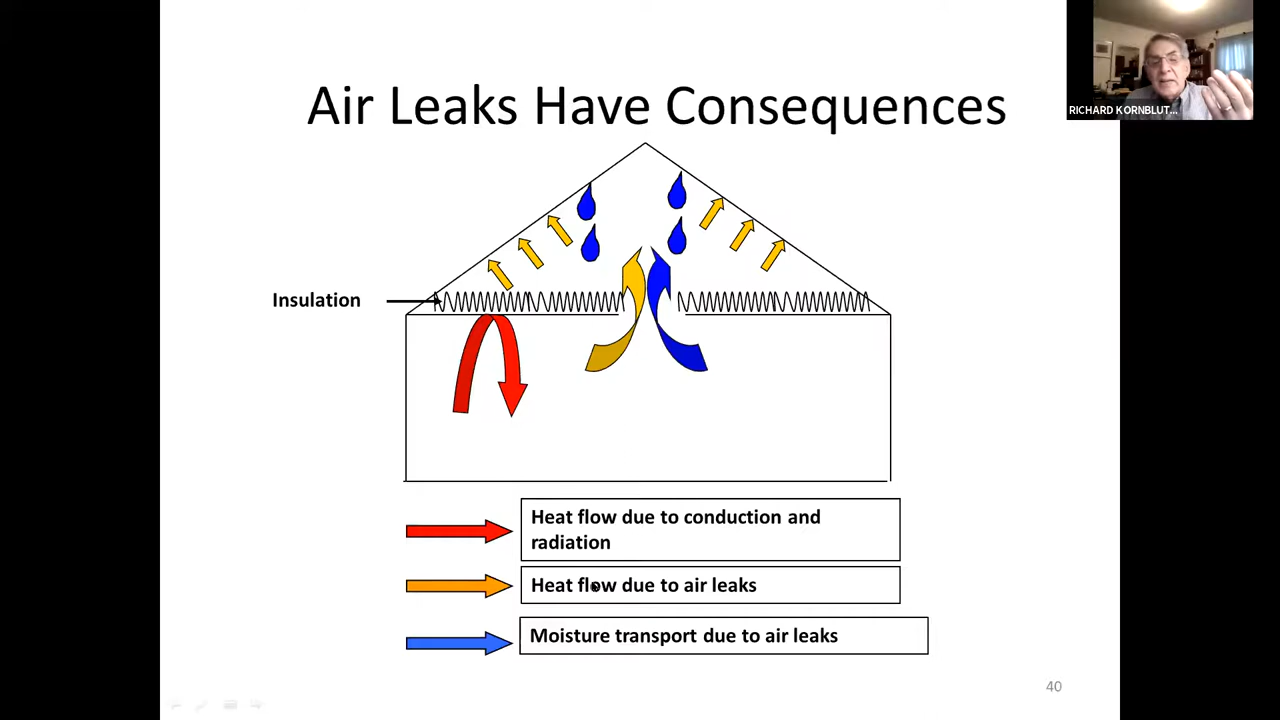 Air Leaks Have Consequences
RICHARD KORNBLUT...
Insulation
Heat flow due to conduction and
radiation
Heat flow due to air leaks
Moisture transport due to air leaks
40